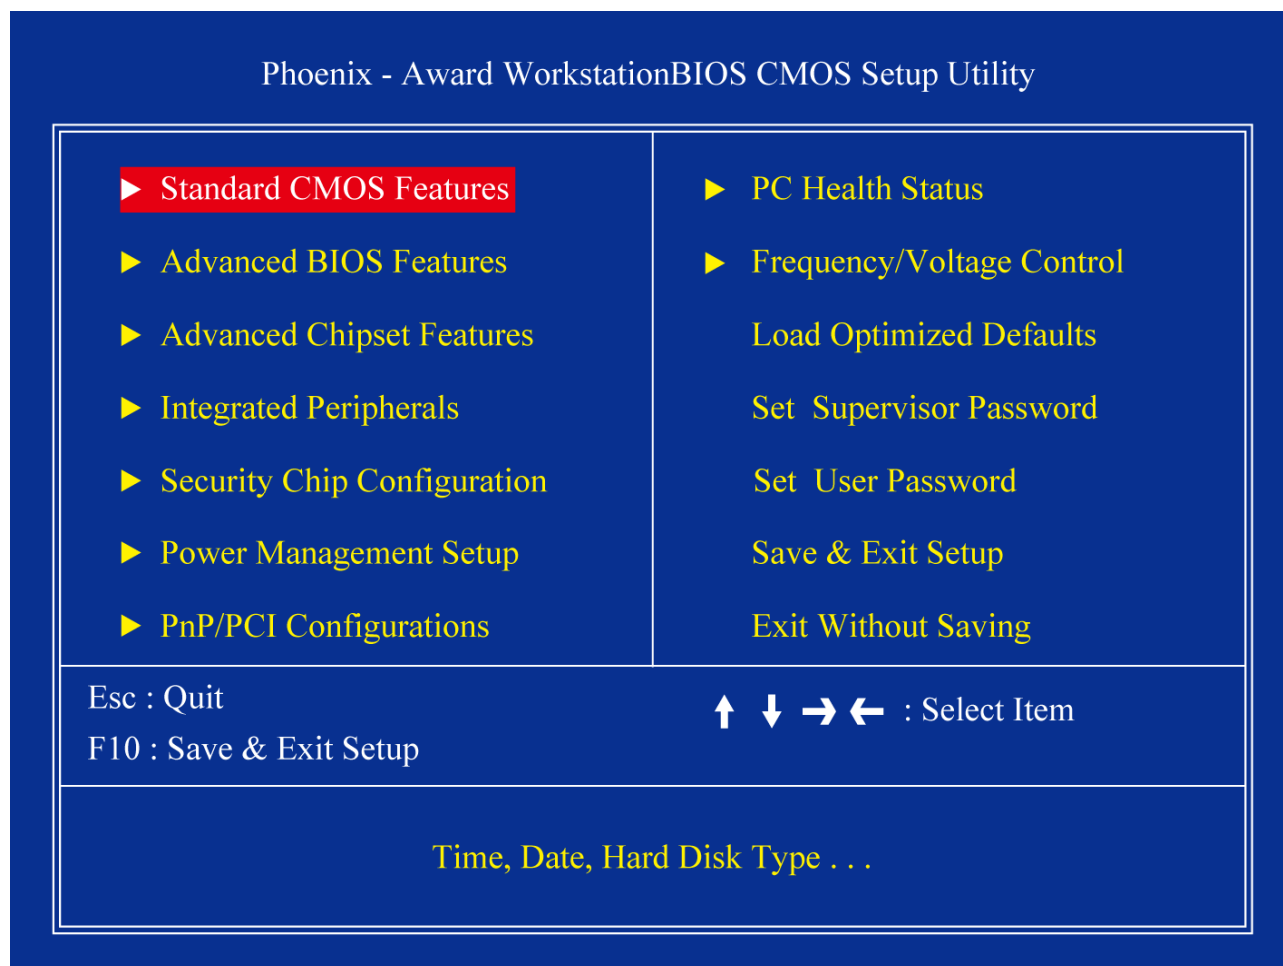 Phoenix - Award WorkstationBIOS CMOS Setup Utility
Standard CMOS Features
Advanced BIOS Features
Advanced Chipset Features
Integrated Peripherals
Security Chip Configuration
Power Management Setup
PnP/PCI Configurations
PC Health Status
Frequency/Voltage Control
Load Optimized Defaults
Set Supervisor Password
Set User Password
Save & Exit Setup
Exit Without Saving
Esc : Quit
F10 : Save & Exit Setup
↑ ↓ → ← : Select Item
Time, Date, Hard Disk Type . . .